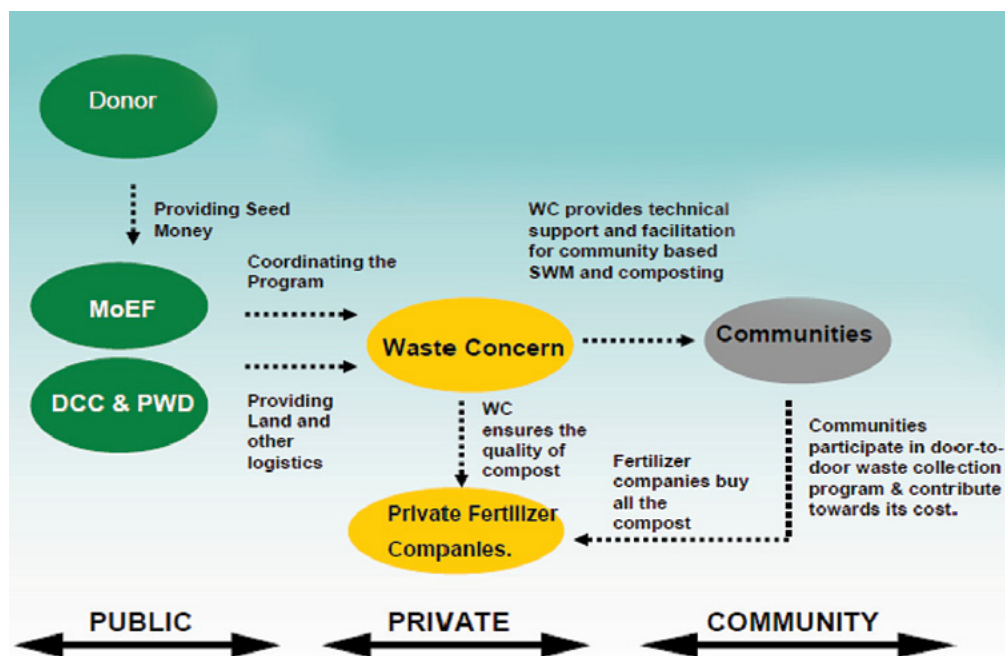 Donor
Providing Seed
Money
WC provides technical
support and facilitation
for community based
SWM and composting
Coordinating the
Program
MoEF
Waste Concern
Communities
DCC & PWD
Providing
Land and
other
logistics
WC
ensures the
quality of
compost
Fertilizer
companies buy
all the
compost
Communities
participate in door-to-
door waste collection
program & contribute
towards its cost.
Private Fertilizer
Companies.
PUBLIC
PRIVATE
COMMUNITY